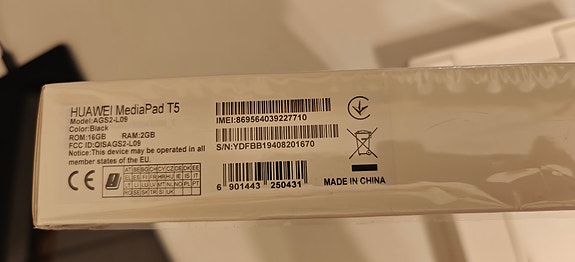 HUAWEI MediaPad T5
Model:AGS2-L09
Color:Black
ROM:16GB RAM:2GB
FCC ID:QISAGS2-L09
Notice:This device may be operated in all
member states of the EU.
CE
IMEI:869564039227710
S/N:YDFBB19408201670
6 901443 250431
MADE IN CHINA